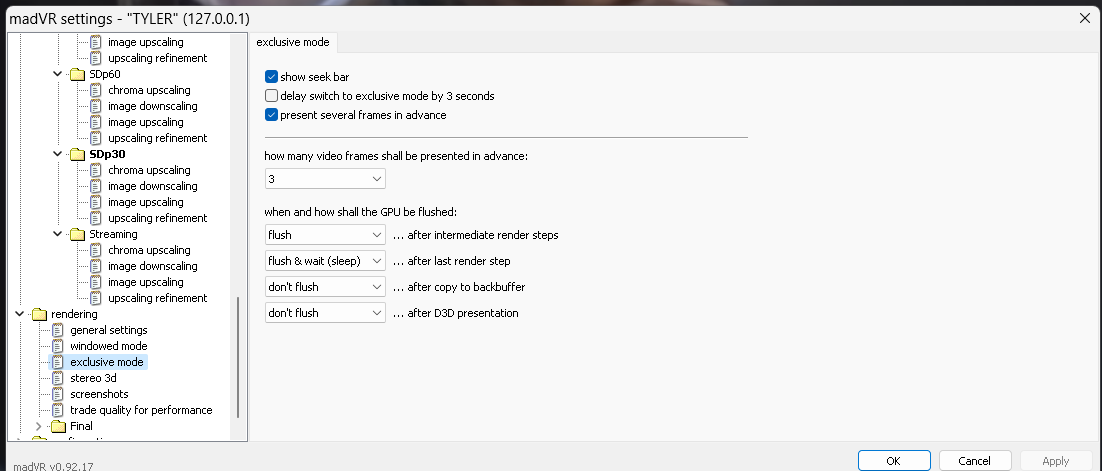 madVR settings - "TYLER" (127.0.0.1)
image upscaling
upscaling refinement
SDp60
chroma upscaling
image downscaling
image upscaling
upscaling refinement
SDp30
chroma upscaling
image downscaling
image upscaling
upscaling refinement
Streaming
chroma upscaling
image downscaling
image upscaling
upscaling refinement
rendering
general settings
windowed mode
exclusive mode
stereo 3d
screenshots
trade quality for performance
Final
madVR v0.92.17
exclusive mode
show seek bar
delay switch to exclusive mode by 3 seconds
present several frames in advance
how many video frames shall be presented in advance:
3
when and how shall the GPU be flushed:
flush ... after intermediate render steps
flush & wait (sleep) ... after last render step
don't flush ... after copy to backbuffer
don't flush ... after D3D presentation
OK Cancel Apply